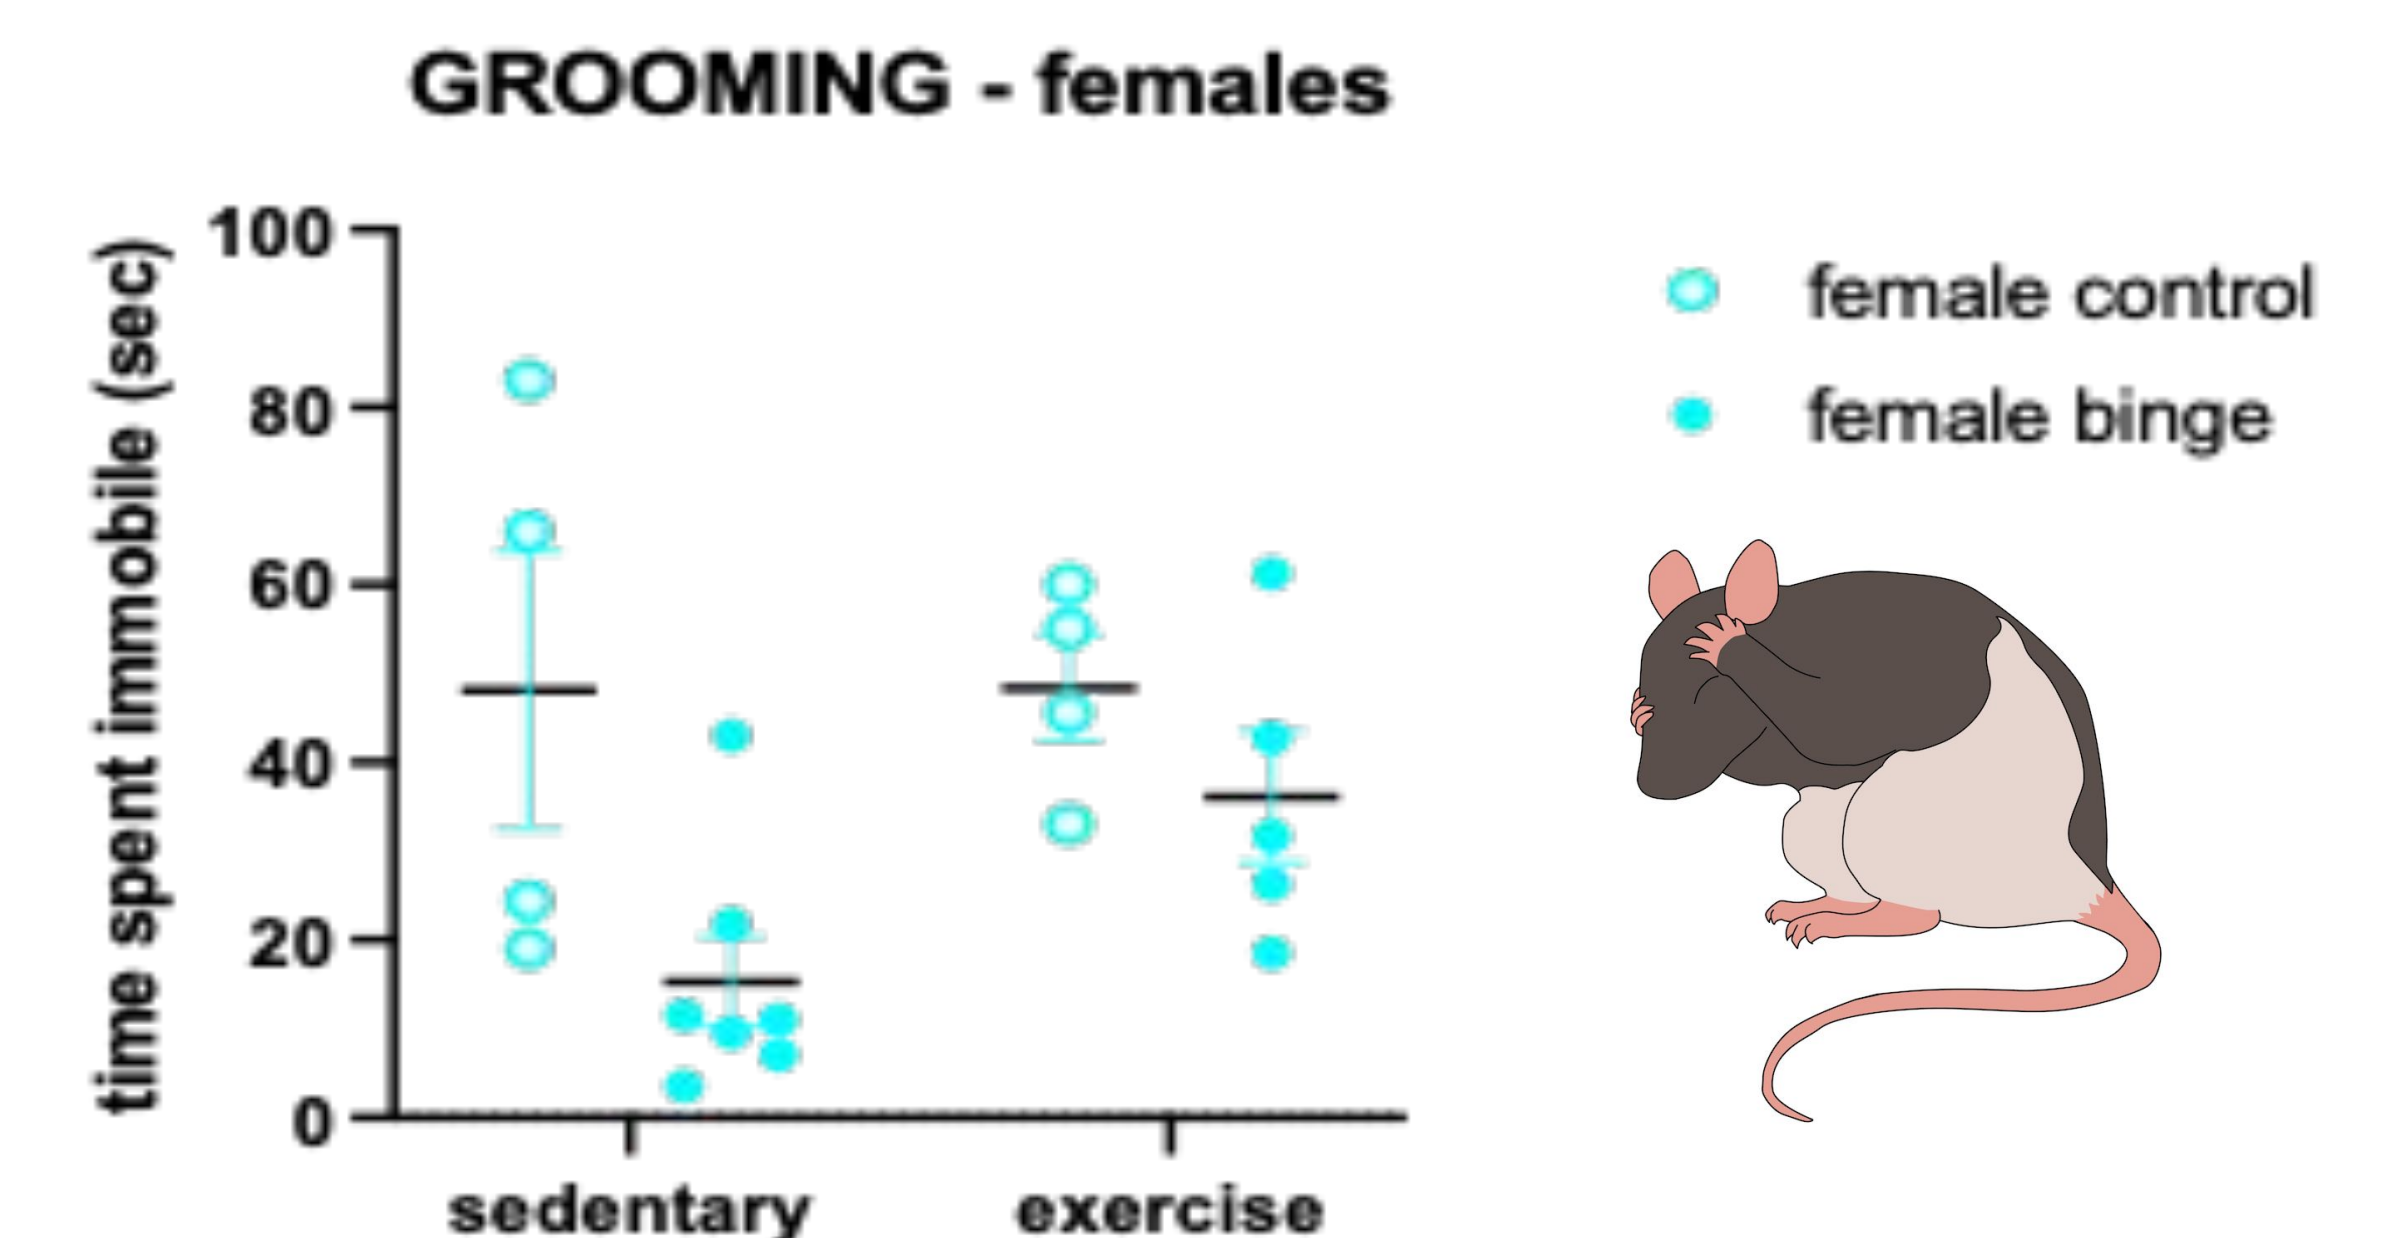 GROOMING - females
time spent immobile (sec)
100
80
60
40
20
0
sedentary
exercise
female control
female binge